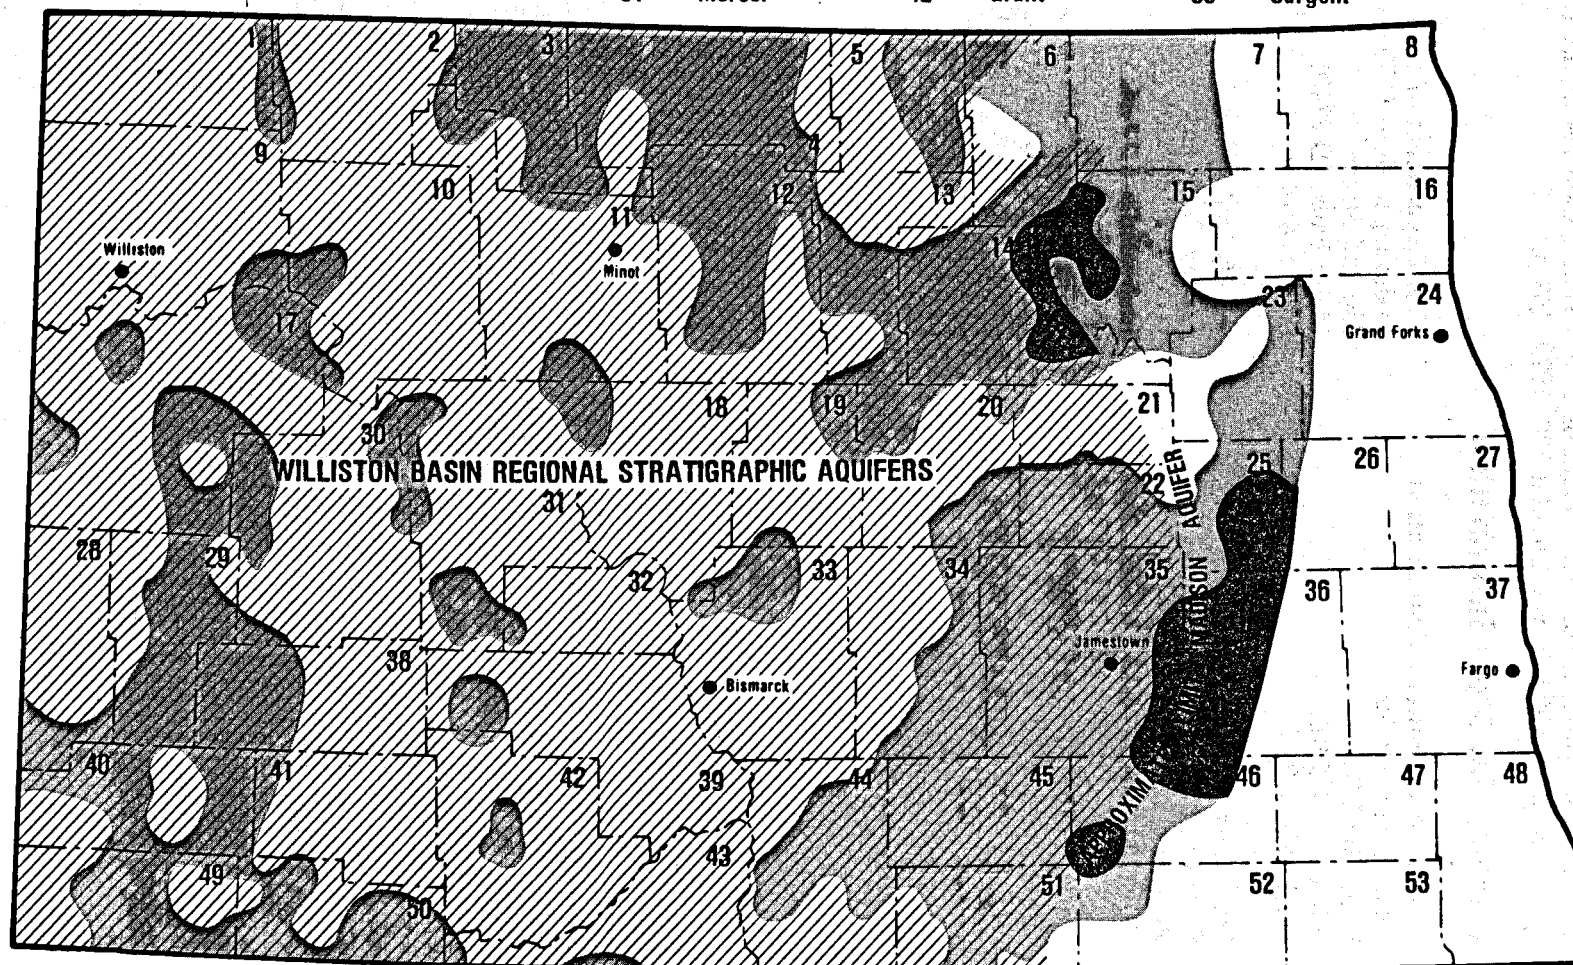 1 2 3 5 6 7 8
9 10 11 12 4 13 14 15 16
Williston
Minot
17
23 24
Grand Forks
18 19 20 21
30
WILLISTON BASIN REGIONAL STRATIGRAPHIC AQUIFERS
31
22 25 26 27
28 29 32 33 34 35 36 37
MADISON AQUIFER
Jamestown
38
Bismarck
Fargo
40 41 42 39 44 45 46 47 48
43
49 50 51 52 53